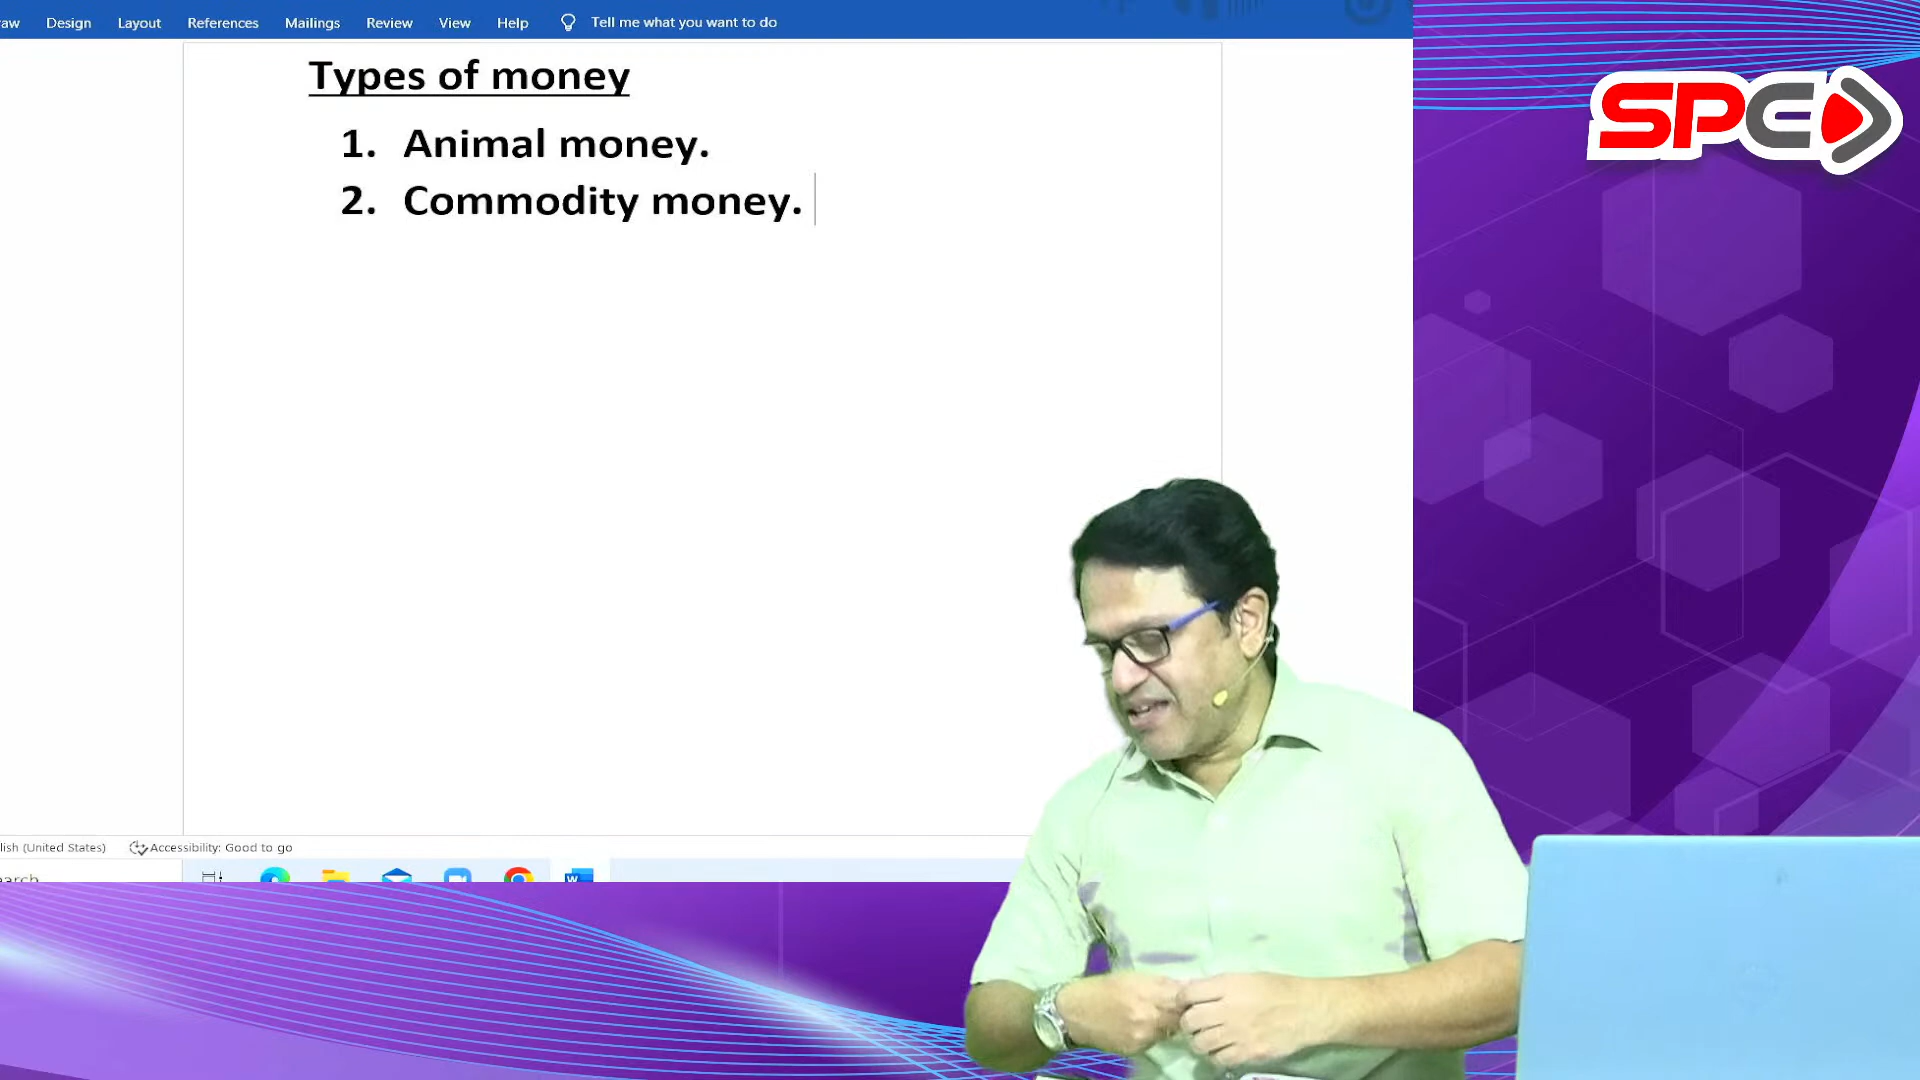 aw Design Layout References Mailings Review View Help Tell me what you want to do
SPE
Types of money
1. Animal money.
2. Commodity money.
lish (United States) Accessibility: Good to go
earch